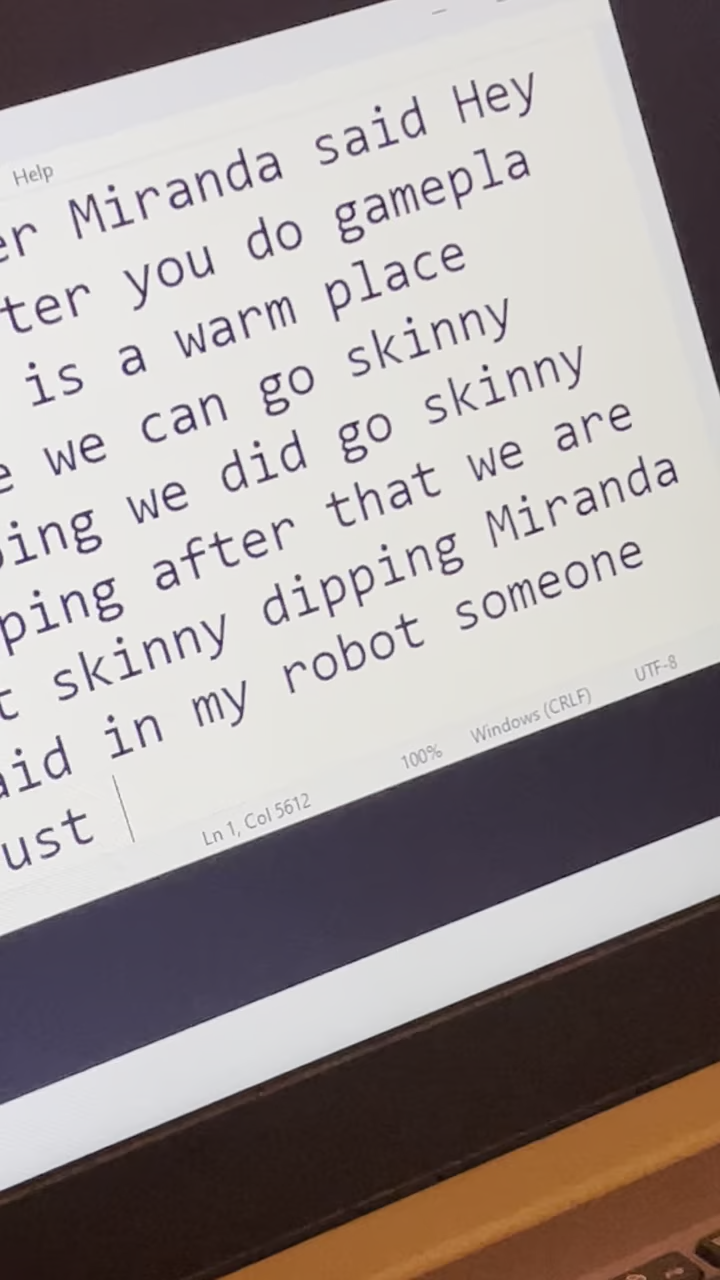 Help
er Miranda said Hey
ter you do gamepla
is a warm place
e we can go skinny
ping we did go skinny
ping after that we are
t skinny dipping Miranda
aid in my robot someone
ust
Ln 1, Col 5612
100%
Windows (CRLF)
UTF-8